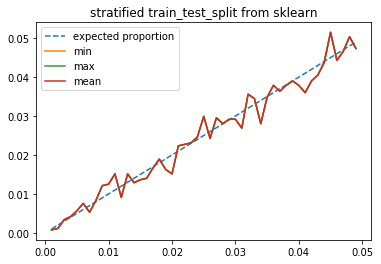 stratified train_test_split from sklearn
expected proportion
min
max
mean
0.05
0.04
0.03
0.02
0.01
0.00
0.00
0.01
0.02
0.03
0.04
0.05